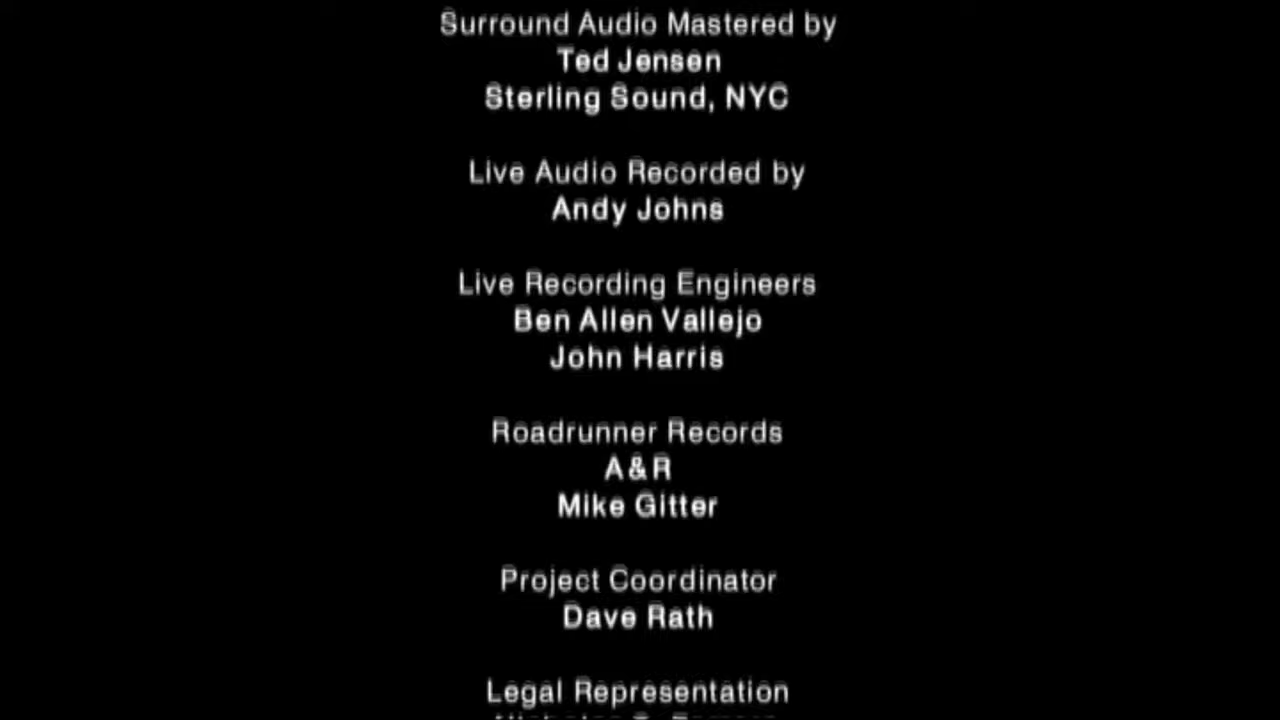 Surround Audio Mastered by
Ted Jensen
Sterling Sound, NYC
Live Audio Recorded by
Andy Johns
Live Recording Engineers
Ben Allen Vallejo
John Harris
Roadrunner Records
A&R
Mike Gitter
Project Coordinator
Dave Rath
Legal Representation